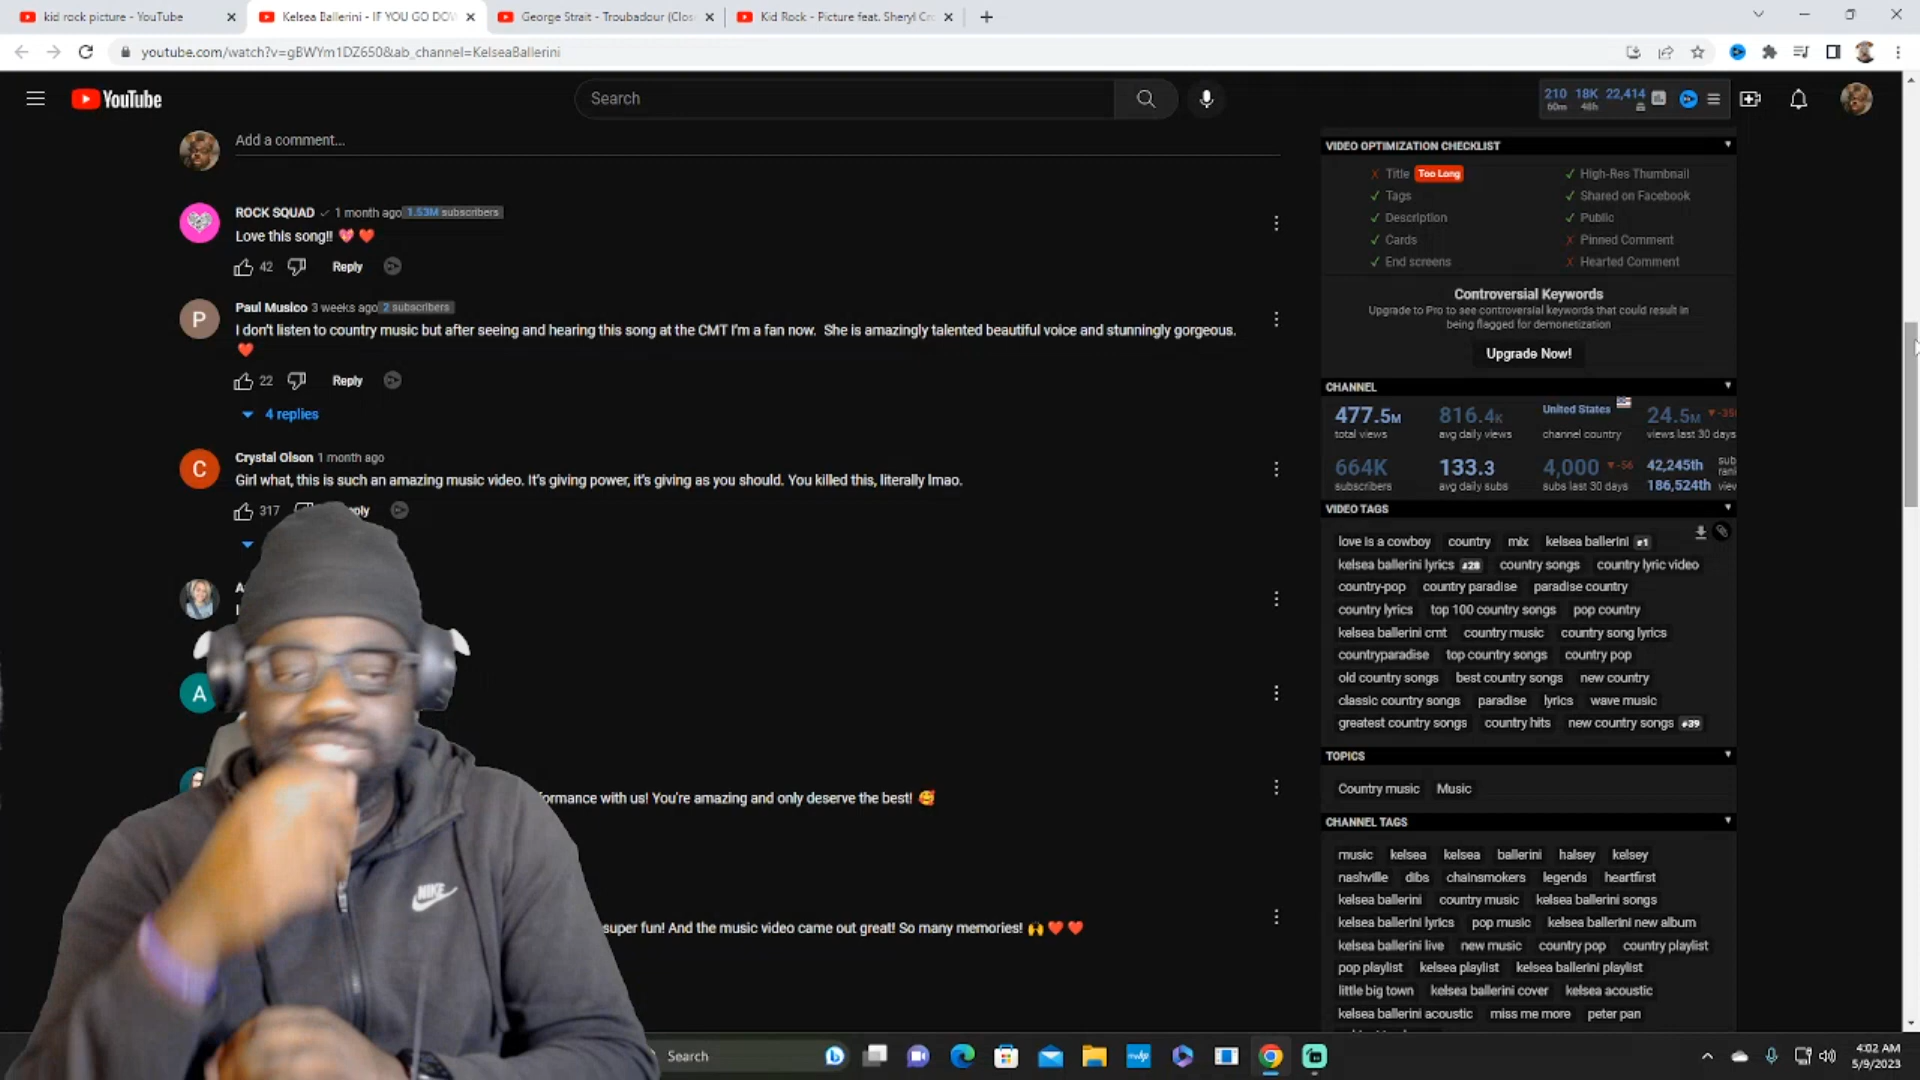 kid rock picture - YouTube
Kelsea Ballerini - IF YOU GO DOW
George Strait - Troubadour (Clos
Kid Rock - Picture feat. Sheryl Cro
youtube.com/watch?v=gBWYm1DZ650&ab_channel=KelseaBallerini
YouTube
Search
210 18K 22,414
60m 48h
Add a comment...
ROCK SQUAD 1 month ago 1.53M subscribers
Love this song!! 💖 ❤️
42 Reply
Paul Musico 3 weeks ago 2 subscribers
I don't listen to country music but after seeing and hearing this song at the CMT I'm a fan now. She is amazingly talented beautiful voice and stunningly gorgeous.
❤️
22 Reply
4 replies
Crystal Olson 1 month ago
Girl what, this is such an amazing music video. It's giving power, it's giving as you should. You killed this, literally lmao.
317
formance with us! You're amazing and only deserve the best! 🥰
super fun! And the music video came out great! So many memories! 🙌 ❤️ ❤️
NIKE
VIDEO OPTIMIZATION CHECKLIST
✗ Title Too Long ✓ High-Res Thumbnail
✓ Tags ✓ Shared on Facebook
✓ Description ✓ Public
✓ Cards ✗ Pinned Comment
✓ End screens ✗ Hearted Comment
Controversial Keywords
Upgrade to Pro to see controversial keywords that could result in
being flagged for demonetization
Upgrade Now!
CHANNEL
477.5M 816.4K United States 24.5M
total views avg daily views channel country views last 30 days
664K 133.3 4,000 -56 42,245th sub
subscribers avg daily subs subs last 30 days 186,524th view
VIDEO TAGS
love is a cowboy country mix kelsea ballerini #1
kelsea ballerini lyrics #28 country songs country lyric video
country-pop country paradise paradise country
country lyrics top 100 country songs pop country
kelsea ballerini cmt country music country song lyrics
countryparadise top country songs country pop
old country songs best country songs new country
classic country songs paradise lyrics wave music
greatest country songs country hits new country songs #39
TOPICS
Country music Music
CHANNEL TAGS
music kelsea kelsea ballerini halsey kelsey
nashville dibs chainsmokers legends heartfirst
kelsea ballerini country music kelsea ballerini songs
kelsea ballerini lyrics pop music kelsea ballerini new album
kelsea ballerini live new music country pop country playlist
pop playlist kelsea playlist kelsea ballerini playlist
little big town kelsea ballerini cover kelsea acoustic
kelsea ballerini acoustic miss me more peter pan
Search
4:02 AM
5/9/2023